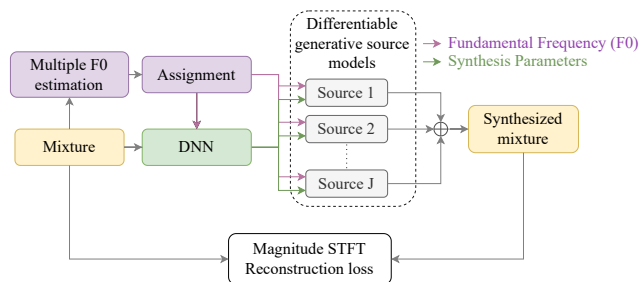 Differentiable
generative source
models
Fundamental Frequency (F0)
Synthesis Parameters
Multiple F0
estimation
Assignment
Source 1
Mixture
DNN
Source 2
Synthesized
mixture
Source J
Magnitude STFT
Reconstruction loss